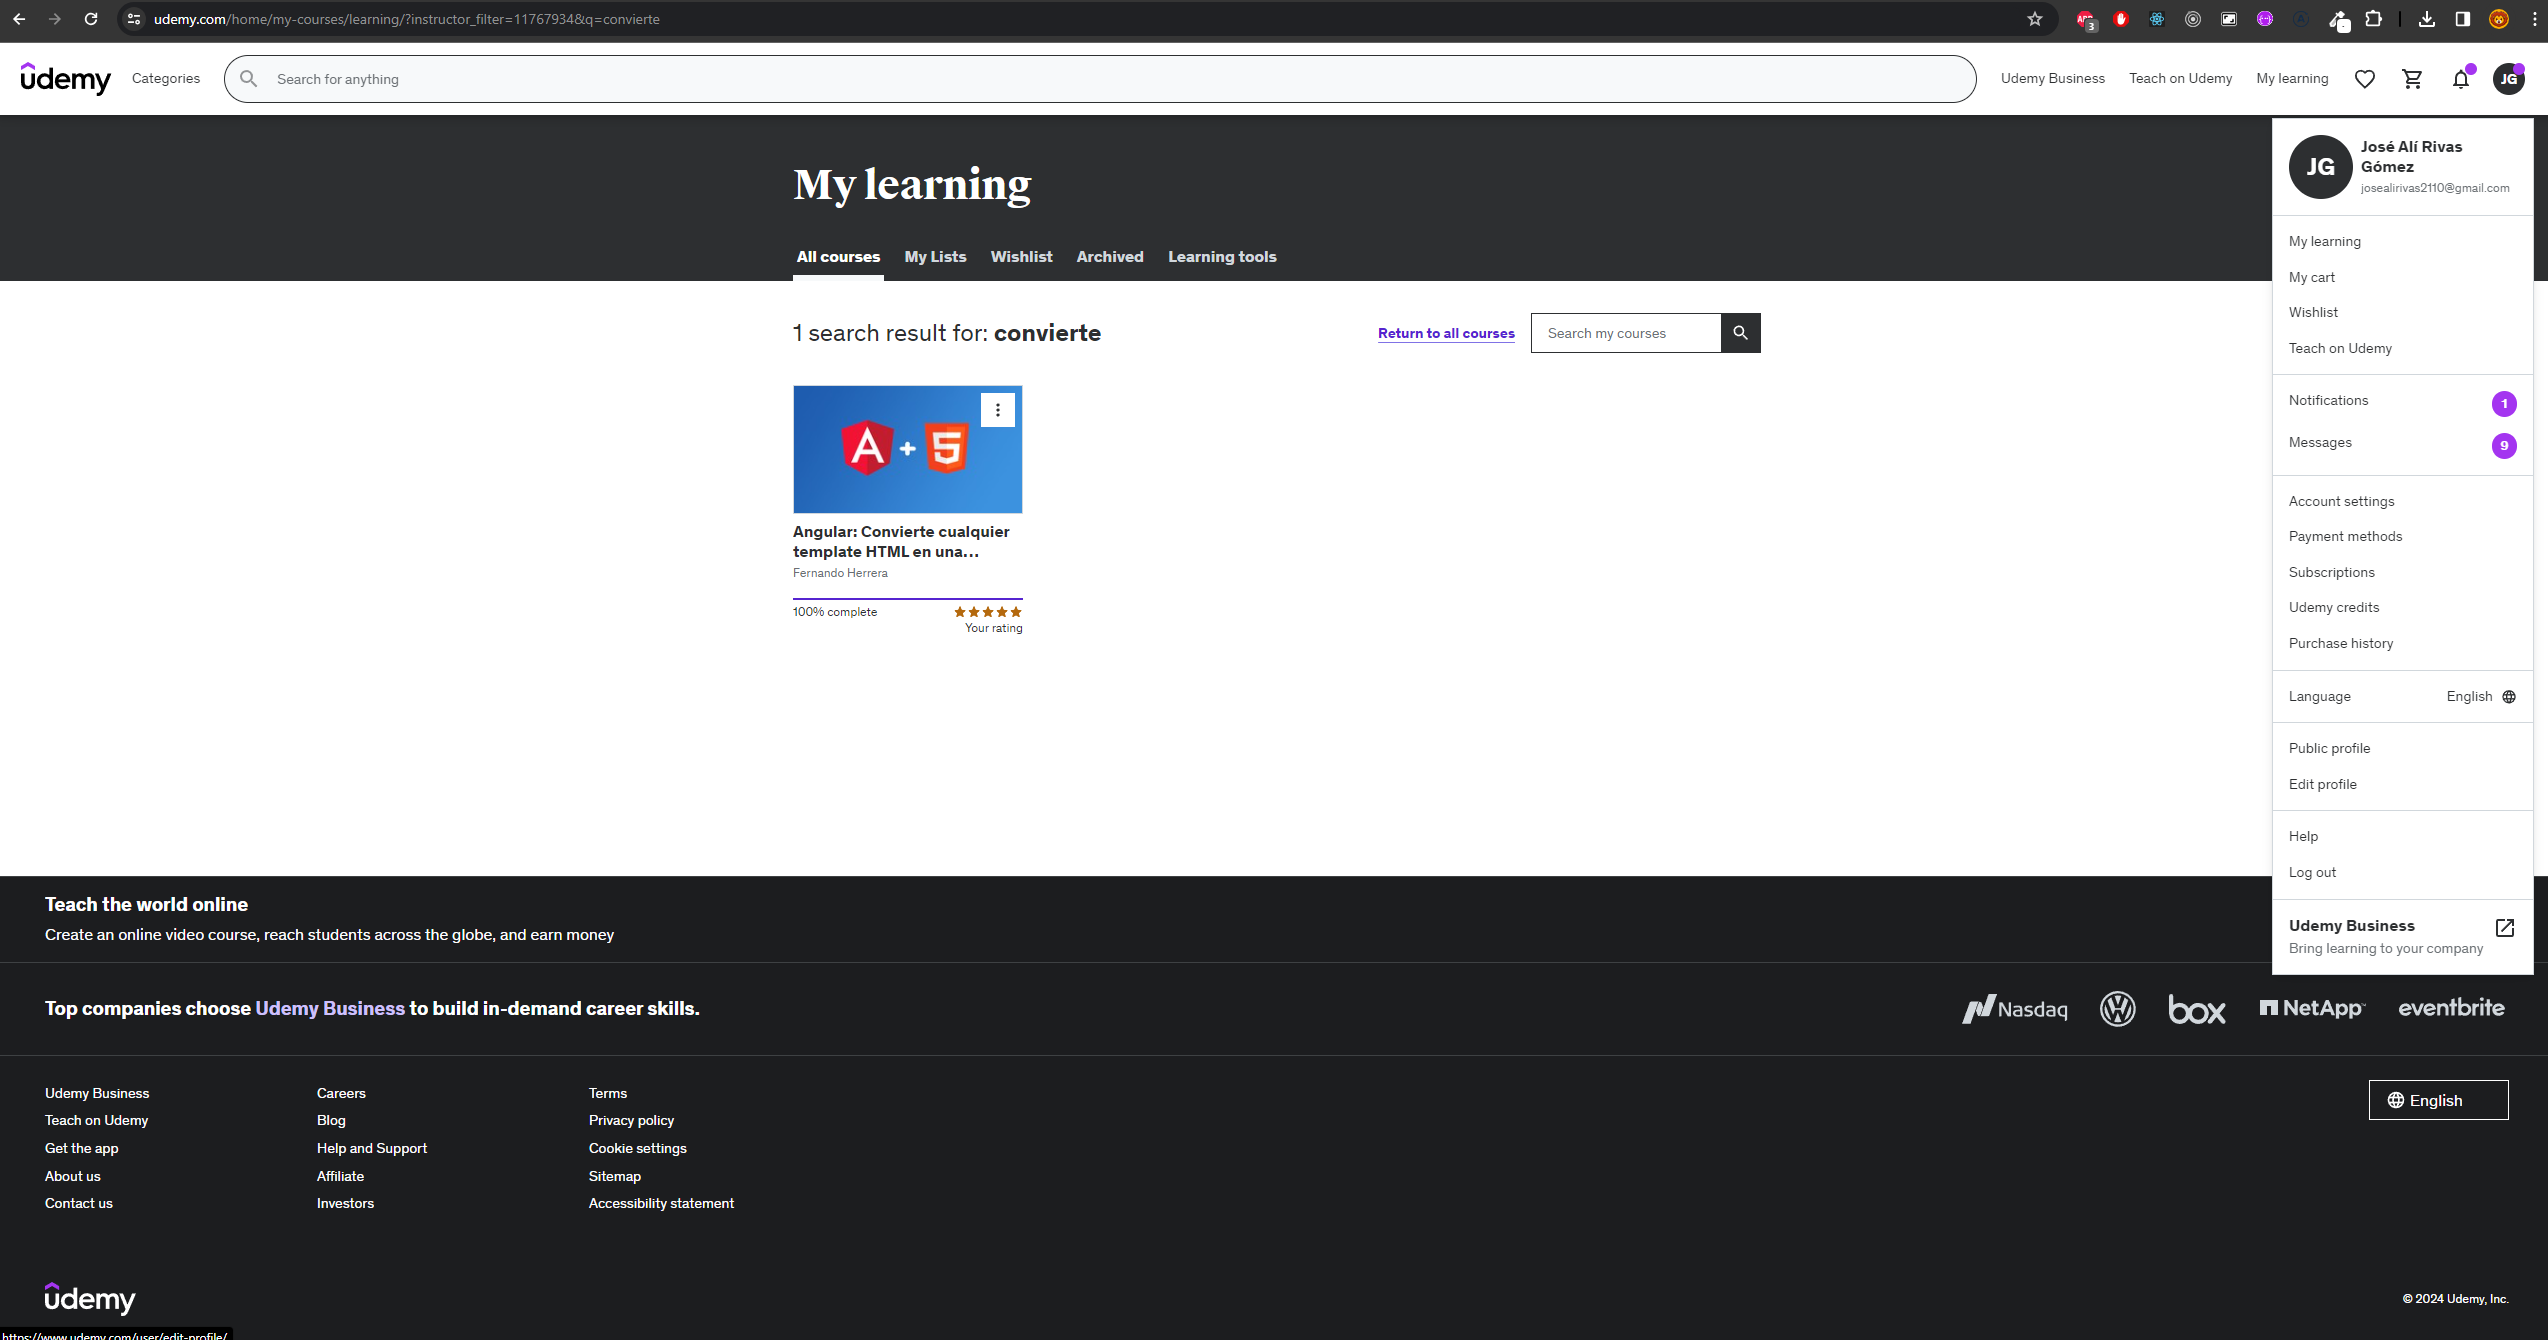 udemy.com/home/my-courses/learning/?instructor_filter=11767934&q=convierte
ABP
3
udemy
Categories
Search for anything
Udemy Business
Teach on Udemy
My learning
JG
My learning
All courses
My Lists
Wishlist
Archived
Learning tools
1 search result for: convierte
Return to all courses
Search my courses
A + 5
Angular: Convierte cualquier
template HTML en una...
Fernando Herrera
100% complete
Your rating
JG
José Alí Rivas
Gómez
josealirivas2110@gmail.com
My learning
My cart
Wishlist
Teach on Udemy
Notifications 1
Messages 9
Account settings
Payment methods
Subscriptions
Udemy credits
Purchase history
Language English
Public profile
Edit profile
Help
Log out
Udemy Business
Bring learning to your company
Teach the world online
Create an online video course, reach students across the globe, and earn money
Top companies choose Udemy Business to build in-demand career skills.
Nasdaq
box
NetApp
eventbrite
Udemy Business
Teach on Udemy
Get the app
About us
Contact us
Careers
Blog
Help and Support
Affiliate
Investors
Terms
Privacy policy
Cookie settings
Sitemap
Accessibility statement
English
udemy
© 2024 Udemy, Inc.
https://www.udemy.com/user/edit-profile/